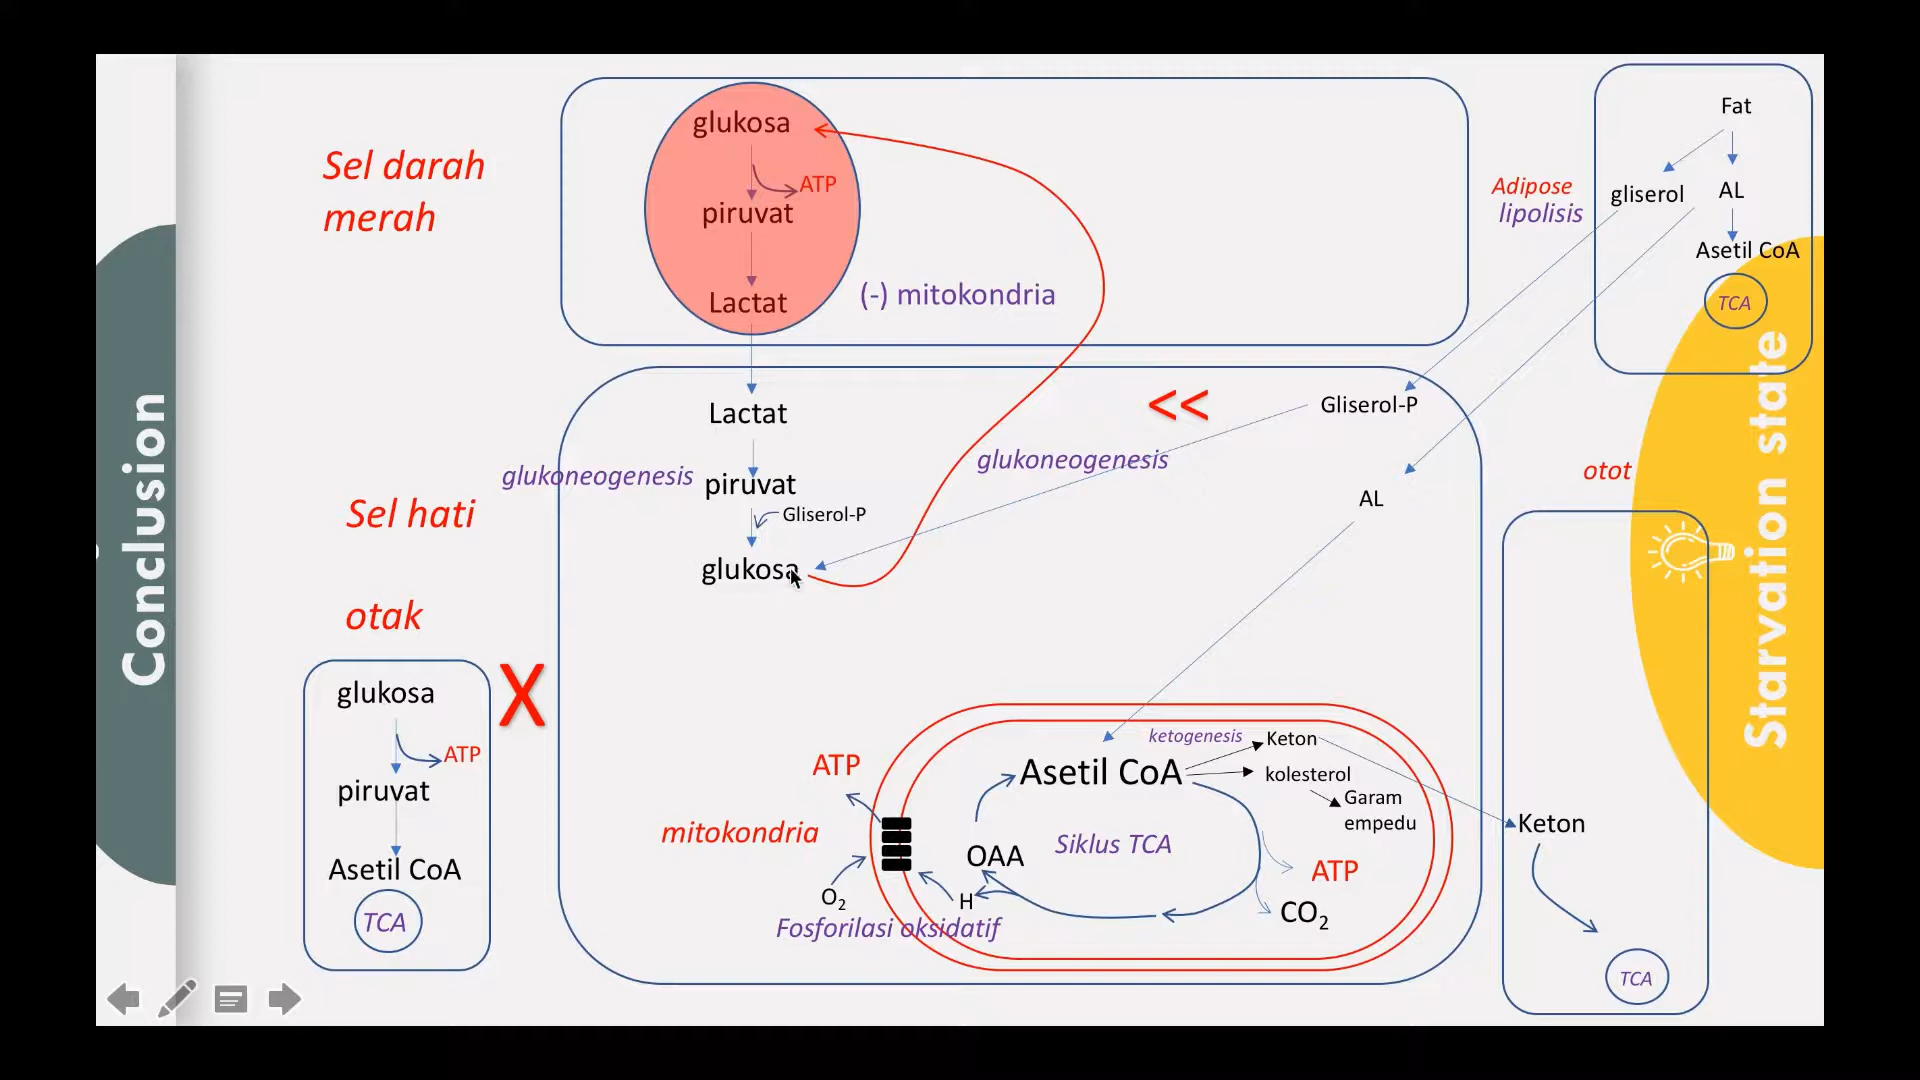 Conclusion
Sel darah
merah
glukosa
ATP
piruvat
Lactat
(-) mitokondria
Adipose
lipolisis
Fat
gliserol
AL
Asetil CoA
TCA
Starvation state
Sel hati
Lactat
glukoneogenesis
piruvat
Gliserol-P
glukosa
<<
Gliserol-P
glukoneogenesis
AL
otak
glukosa
ATP
piruvat
Asetil CoA
TCA
X
ATP
mitokondria
O2
Fosforilasi oksidatif
H
OAA
Siklus TCA
Asetil CoA
ketogenesis
Keton
kolesterol
Garam
empedu
ATP
CO2
otot
Keton
TCA